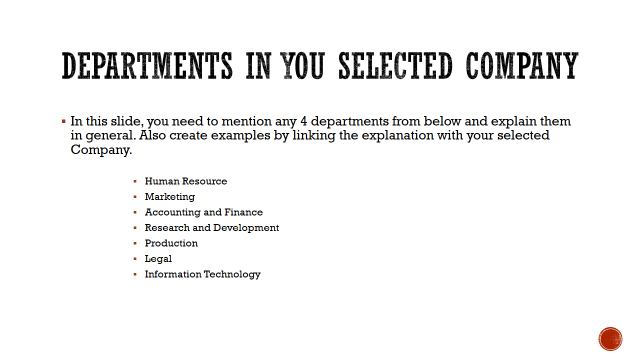 DEPARTMENTS IN YOU SELECTED COMPANY
In this slide, you need to mention any 4 departments from below and explain them
in general. Also create examples by linking the explanation with your selected
Company.
Human Resource
Marketing
Accounting and Finance
Research and Development
Production
Legal
Information Technology